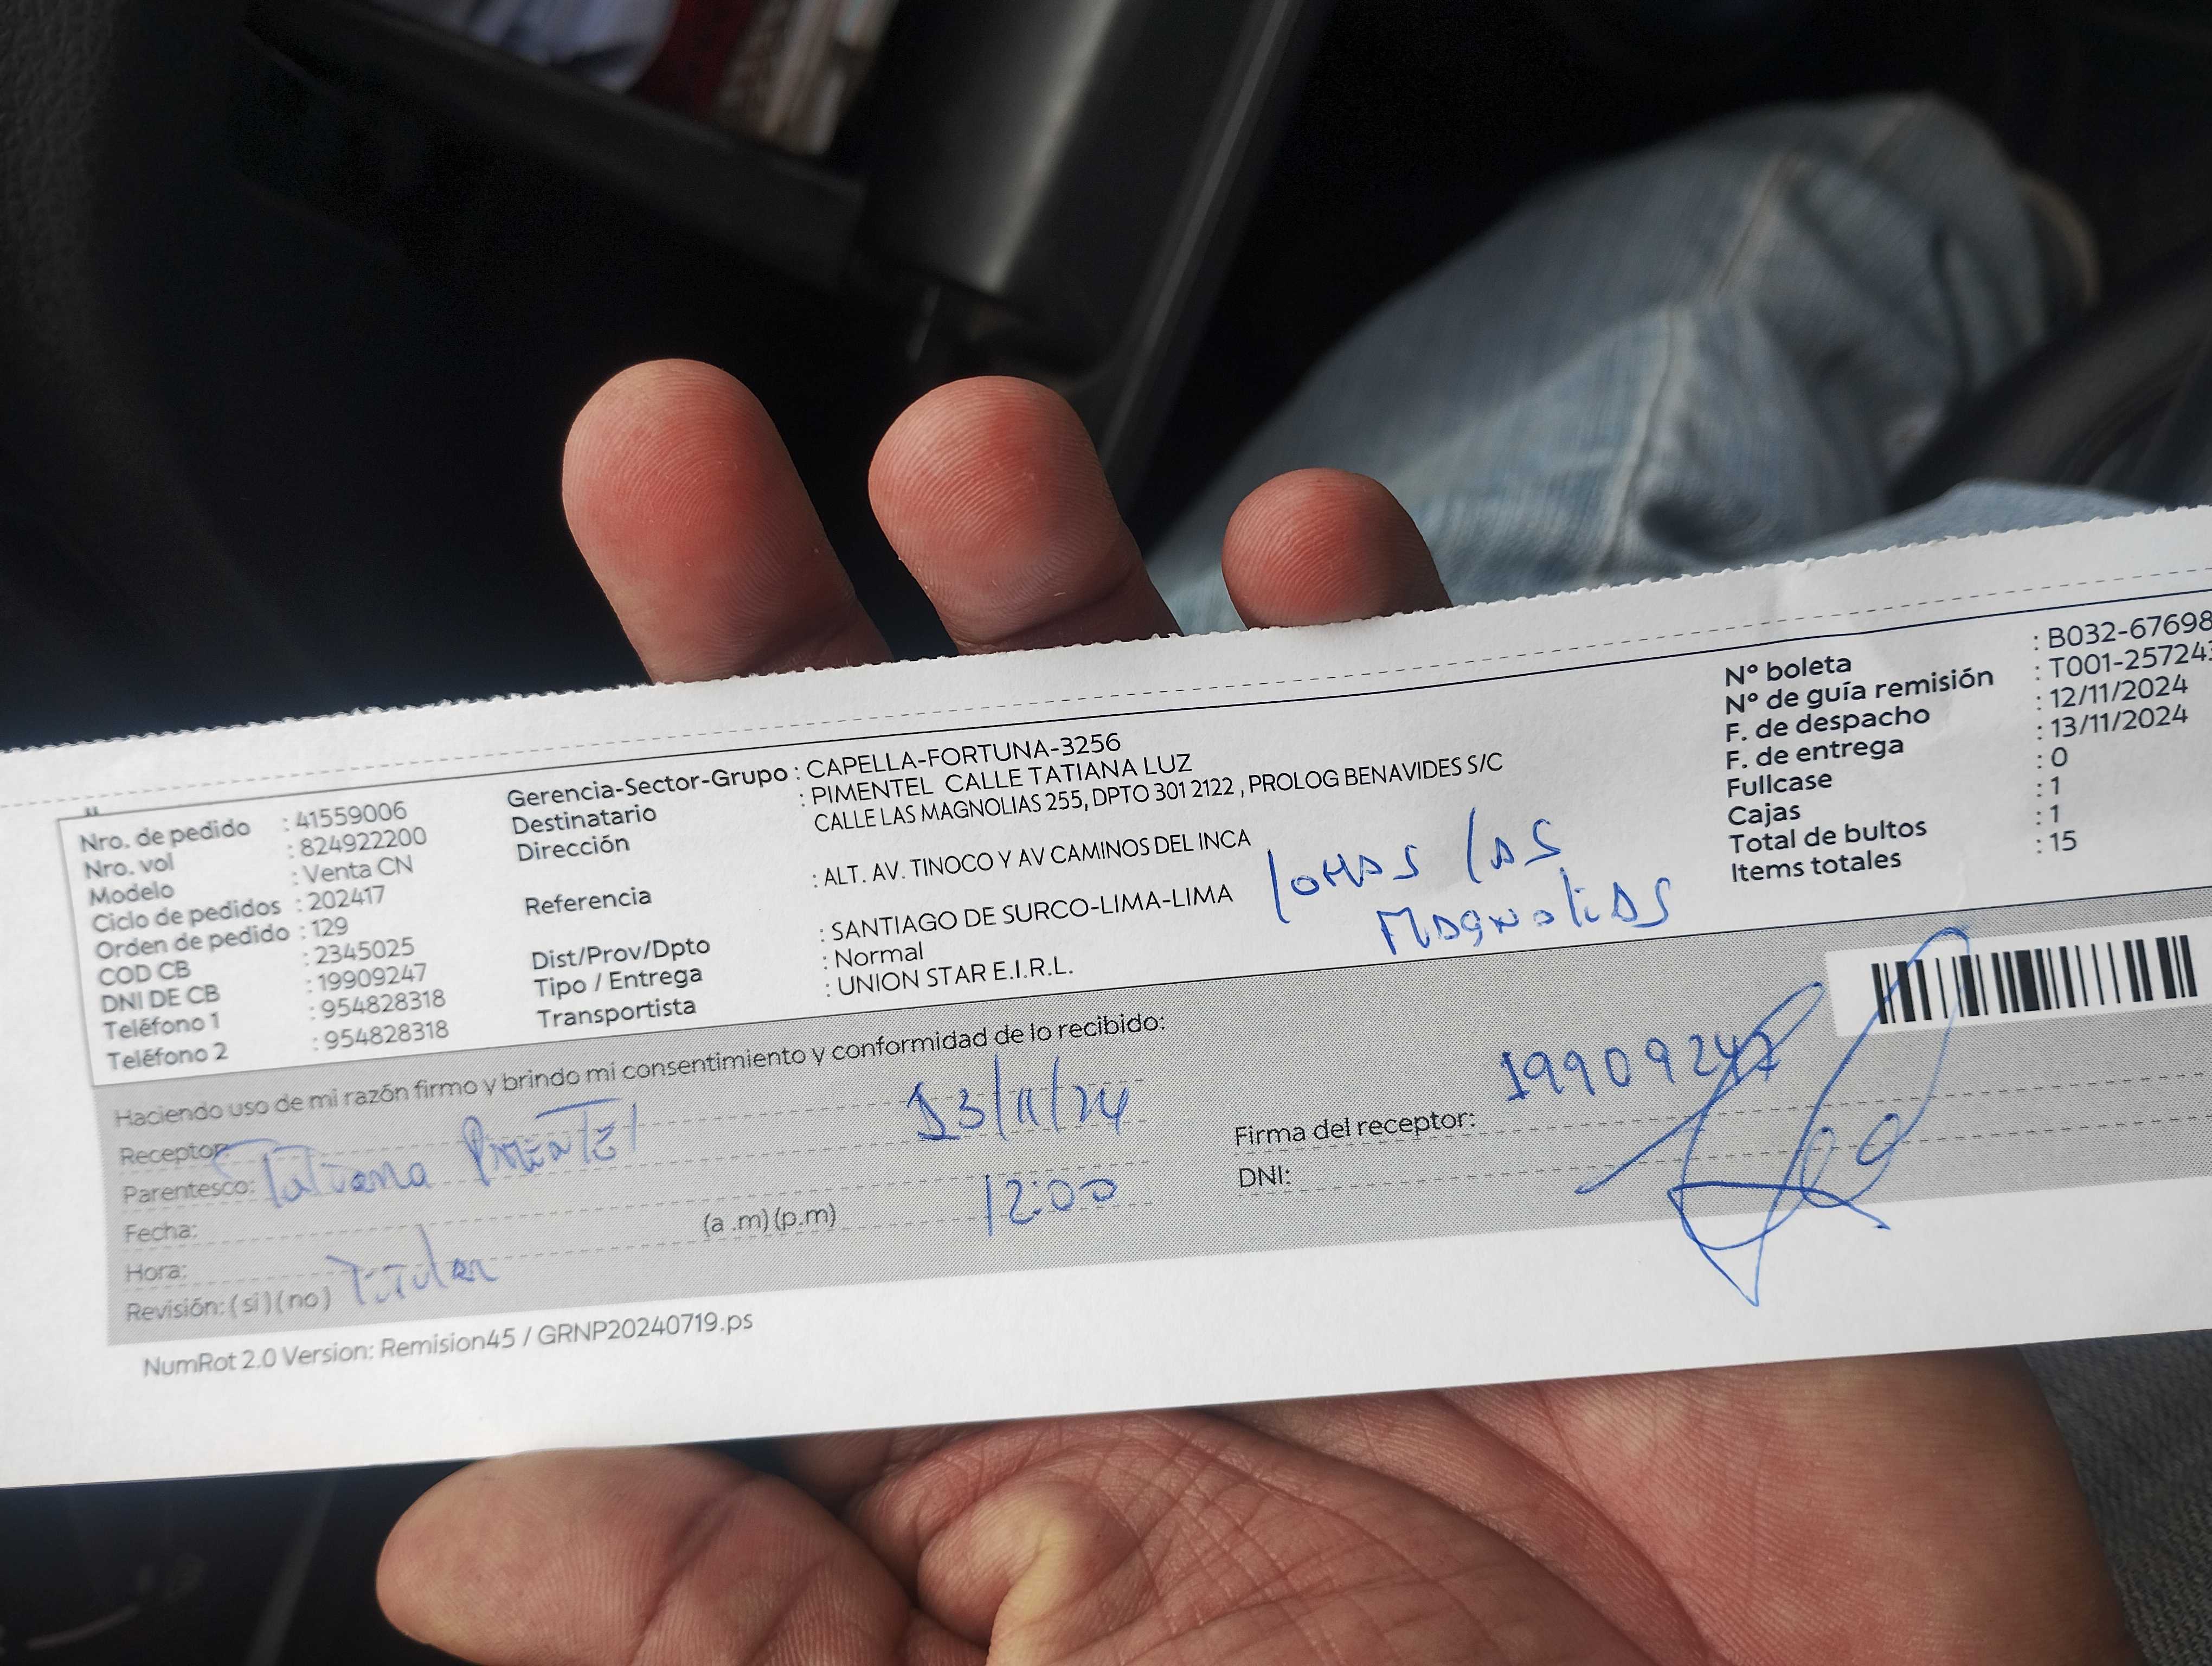 Nro. de pedido : 41559006
Nro. vol : 824922200
Modelo : Venta CN
Ciclo de pedidos : 202417
Orden de pedido : 129
COD CB : 2345025
DNI DE CB : 19909247
Teléfono 1 : 954828318
Teléfono 2 : 954828318
Gerencia-Sector-Grupo : CAPELLA-FORTUNA-3256
Destinatario : PIMENTEL CALLE TATIANA LUZ
Dirección CALLE LAS MAGNOLIAS 255, DPTO 301 2122 , PROLOG BENAVIDES S/C
Referencia : ALT. AV. TINOCO Y AV CAMINOS DEL INCA
Dist/Prov/Dpto : SANTIAGO DE SURCO-LIMA-LIMA
Tipo / Entrega : Normal
Transportista : UNION STAR E.I.R.L.
lomas las
Magnolias
Nº boleta : B032-67698
Nº de guía remisión : T001-25724
F. de despacho : 12/11/2024
F. de entrega : 13/11/2024
Fullcase : 0
Cajas : 1
Total de bultos : 1
Items totales : 15
Haciendo uso de mi razón firmo y brindo mi consentimiento y conformidad de lo recibido:
Receptor:
Parentesco: Tatiana Pimentel 13/11/24
Fecha:
Hora: (a .m) (p.m) 12:00
Revisión: ( si ) ( no ) Titular
19909247
Firma del receptor:
DNI:
NumRot 2.0 Version: Remision45 / GRNP20240719.ps